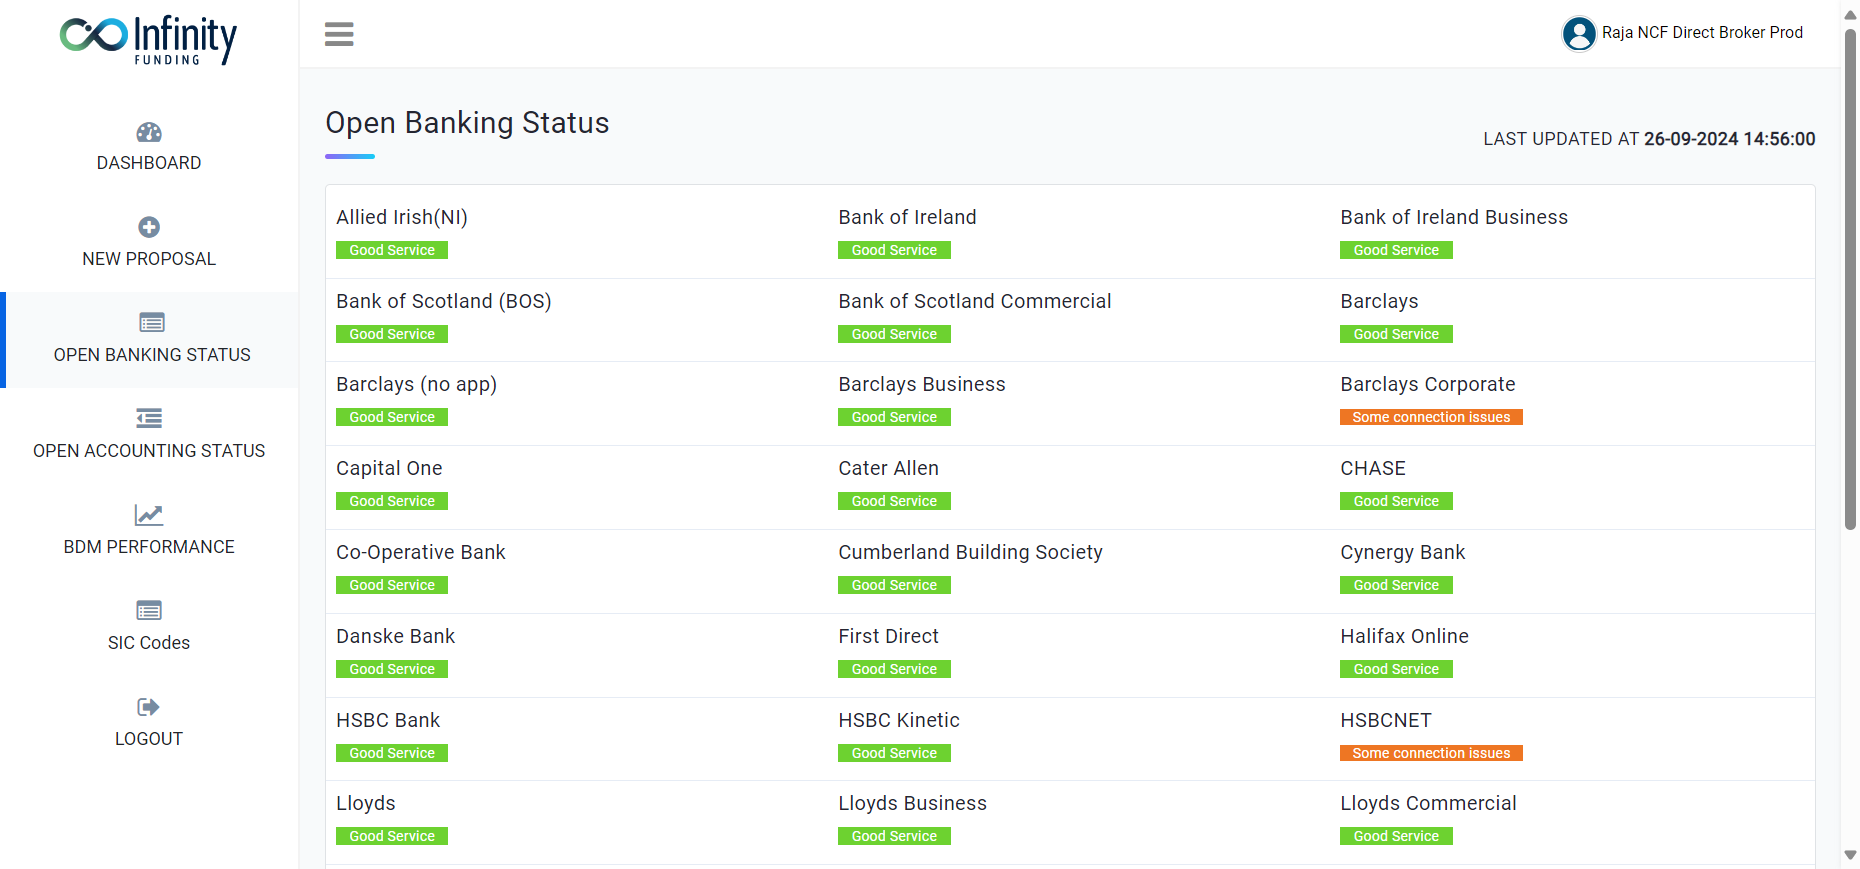 Infinity
FUNDING
Raja NCF Direct Broker Prod
DASHBOARD
NEW PROPOSAL
OPEN BANKING STATUS
OPEN ACCOUNTING STATUS
BDM PERFORMANCE
SIC Codes
LOGOUT
Open Banking Status
LAST UPDATED AT 26-09-2024 14:56:00
Allied Irish(NI)
Good Service
Bank of Ireland
Good Service
Bank of Ireland Business
Good Service
Bank of Scotland (BOS)
Good Service
Bank of Scotland Commercial
Good Service
Barclays
Good Service
Barclays (no app)
Good Service
Barclays Business
Good Service
Barclays Corporate
Some connection issues
Capital One
Good Service
Cater Allen
Good Service
CHASE
Good Service
Co-Operative Bank
Good Service
Cumberland Building Society
Good Service
Cynergy Bank
Good Service
Danske Bank
Good Service
First Direct
Good Service
Halifax Online
Good Service
HSBC Bank
Good Service
HSBC Kinetic
Good Service
HSBCNET
Some connection issues
Lloyds
Good Service
Lloyds Business
Good Service
Lloyds Commercial
Good Service